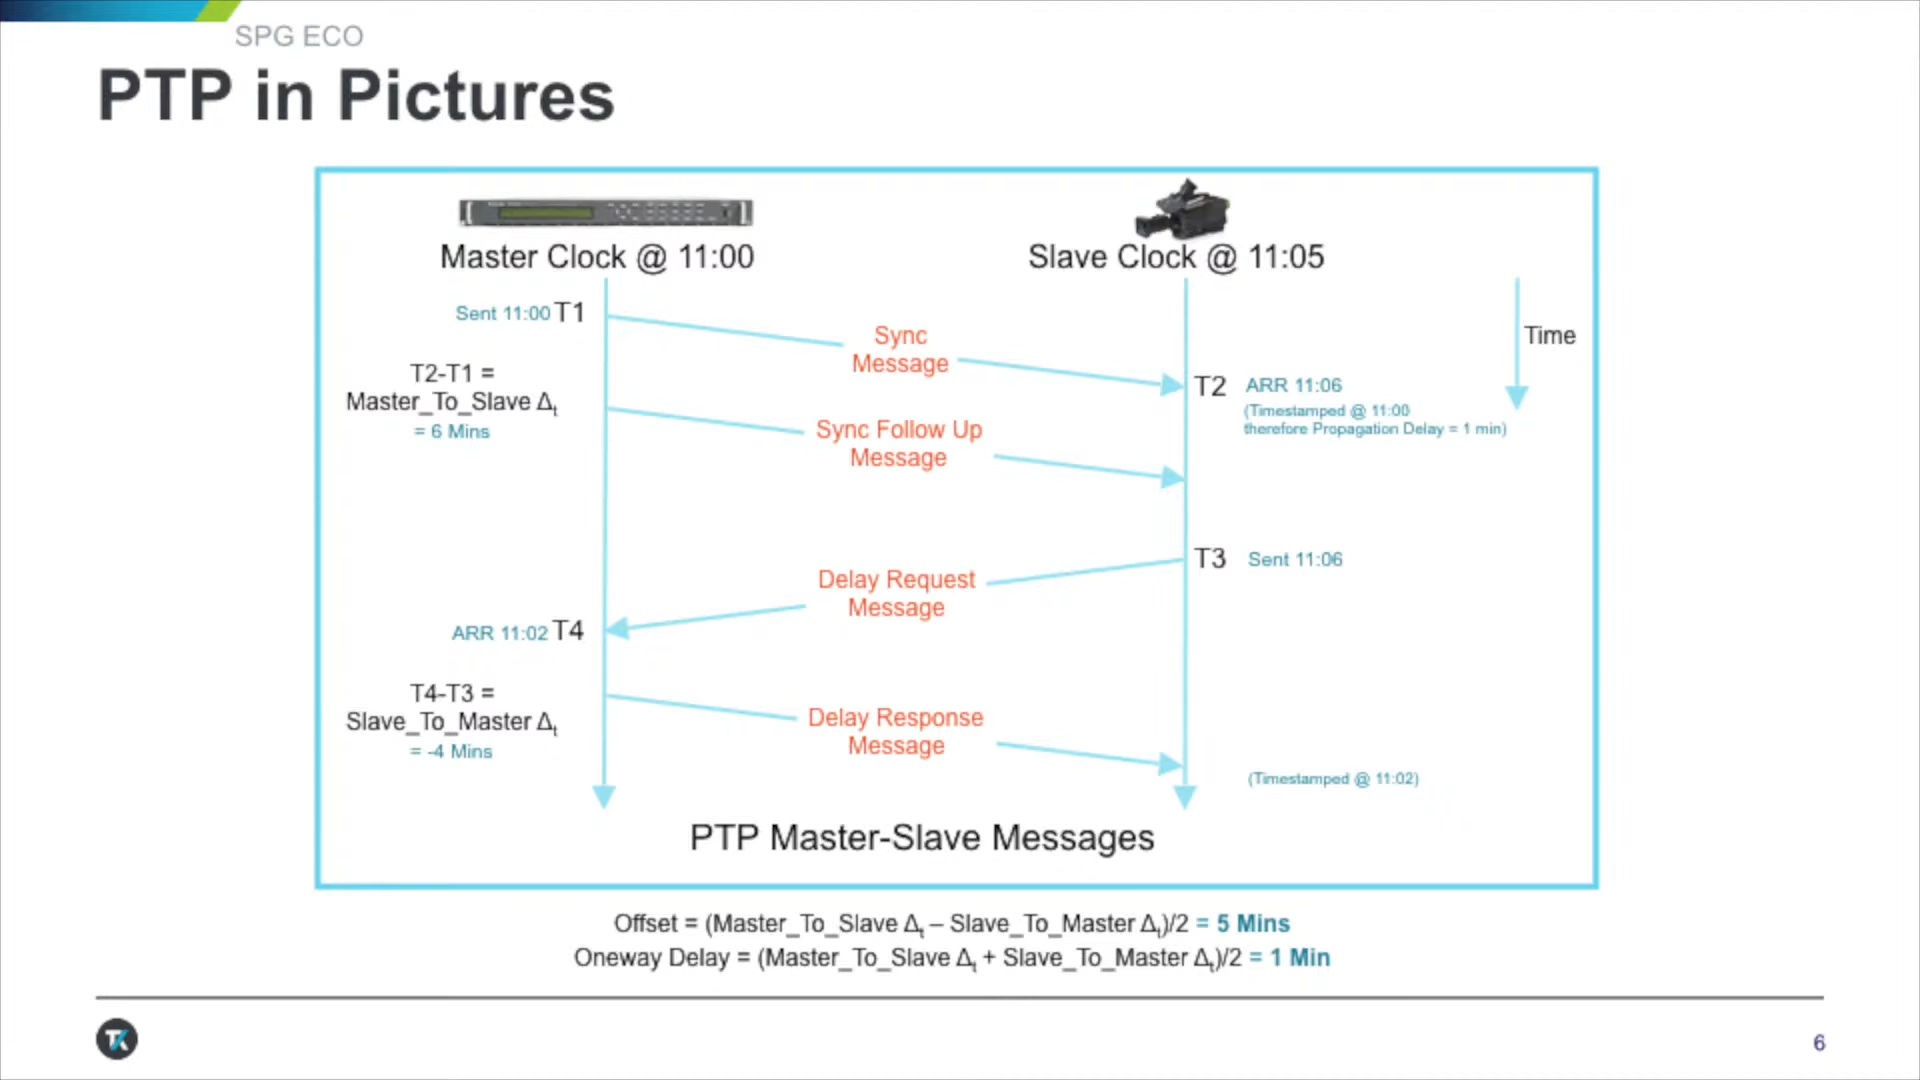 SPG ECO
PTP in Pictures
Master Clock @ 11:00
Slave Clock @ 11:05
Sent 11:00 T1
Sync
Message
Time
T2-T1 =
Master_To_Slave Δt
= 6 Mins
T2 ARR 11:06
(Timestamped @ 11:00
therefore Propagation Delay = 1 min)
Sync Follow Up
Message
T3 Sent 11:06
Delay Request
Message
ARR 11:02 T4
T4-T3 =
Slave_To_Master Δt
= -4 Mins
Delay Response
Message
(Timestamped @ 11:02)
PTP Master-Slave Messages
Offset = (Master_To_Slave Δt – Slave_To_Master Δt)/2 = 5 Mins
Oneway Delay = (Master_To_Slave Δt + Slave_To_Master Δt)/2 = 1 Min
TK
6